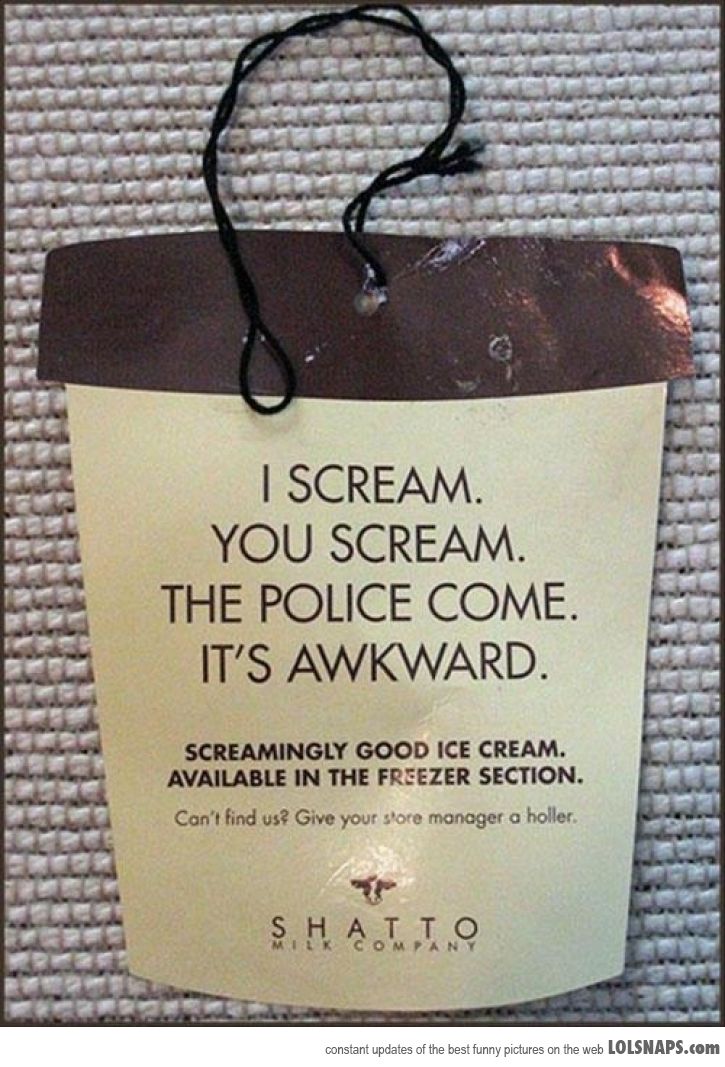 I SCREAM.
YOU SCREAM.
THE POLICE COME.
IT'S AWKWARD.
SCREAMINGLY GOOD ICE CREAM.
AVAILABLE IN THE FREEZER SECTION.
Can't find us? Give your store manager a holler.
SHATTO
MILK COMPANY
constant updates of the best funny pictures on the web LOLSNAPS.com